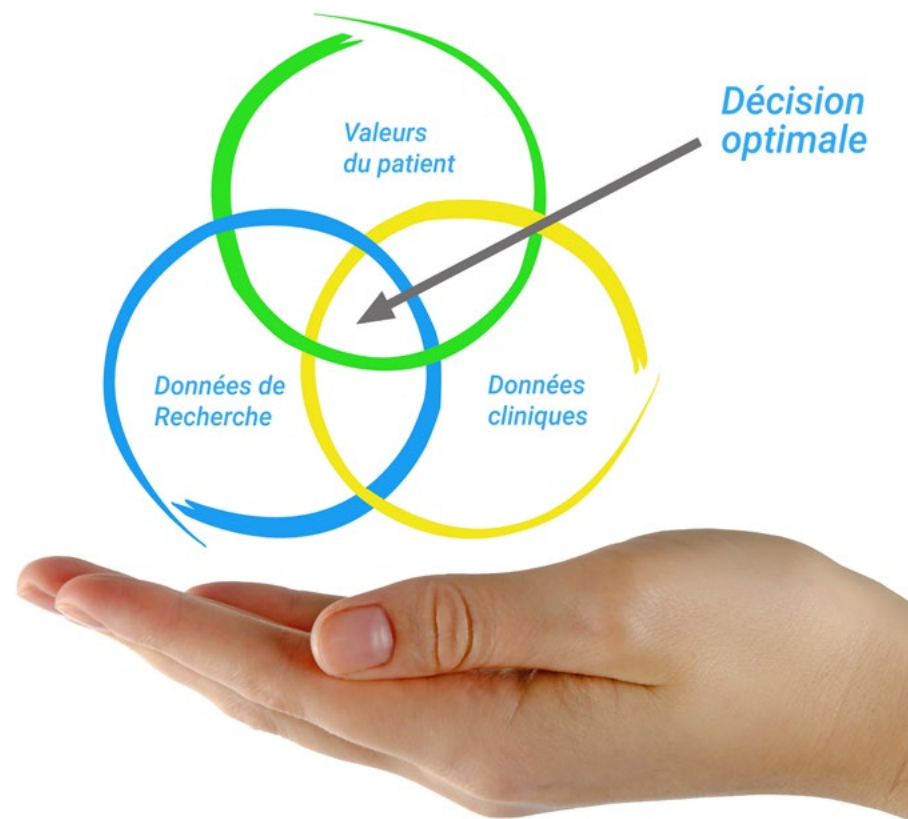 Valeurs
du patient
Décision
optimale
Données de
Recherche
Données
cliniques